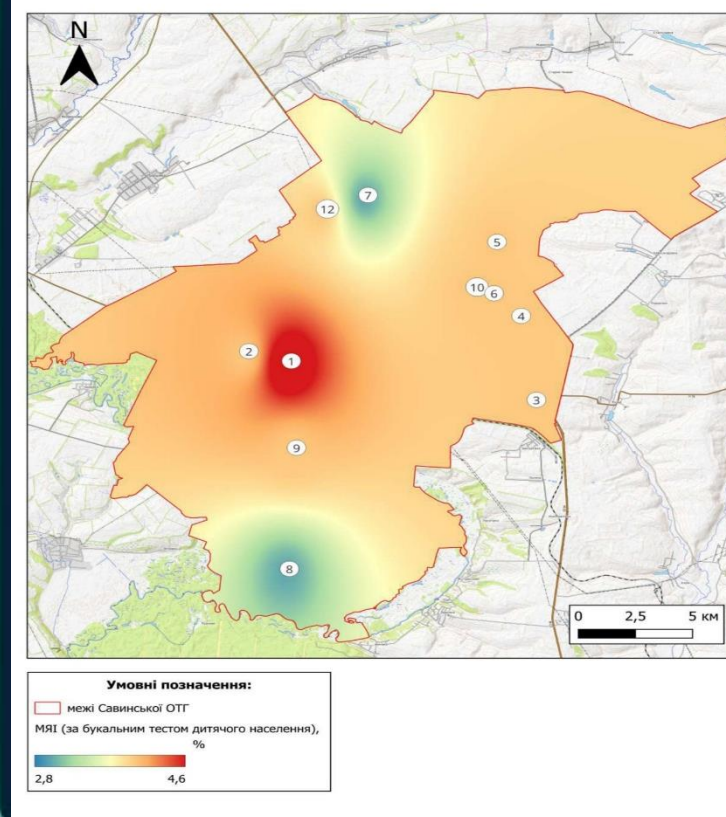 N
7
12
5
10
6
4
2
1
3
9
8
0 2,5 5 км
Умовні позначення:
межі Савинської ОТГ
МЯІ (за букальним тестом дитячого населення),
%
2,8 4,6